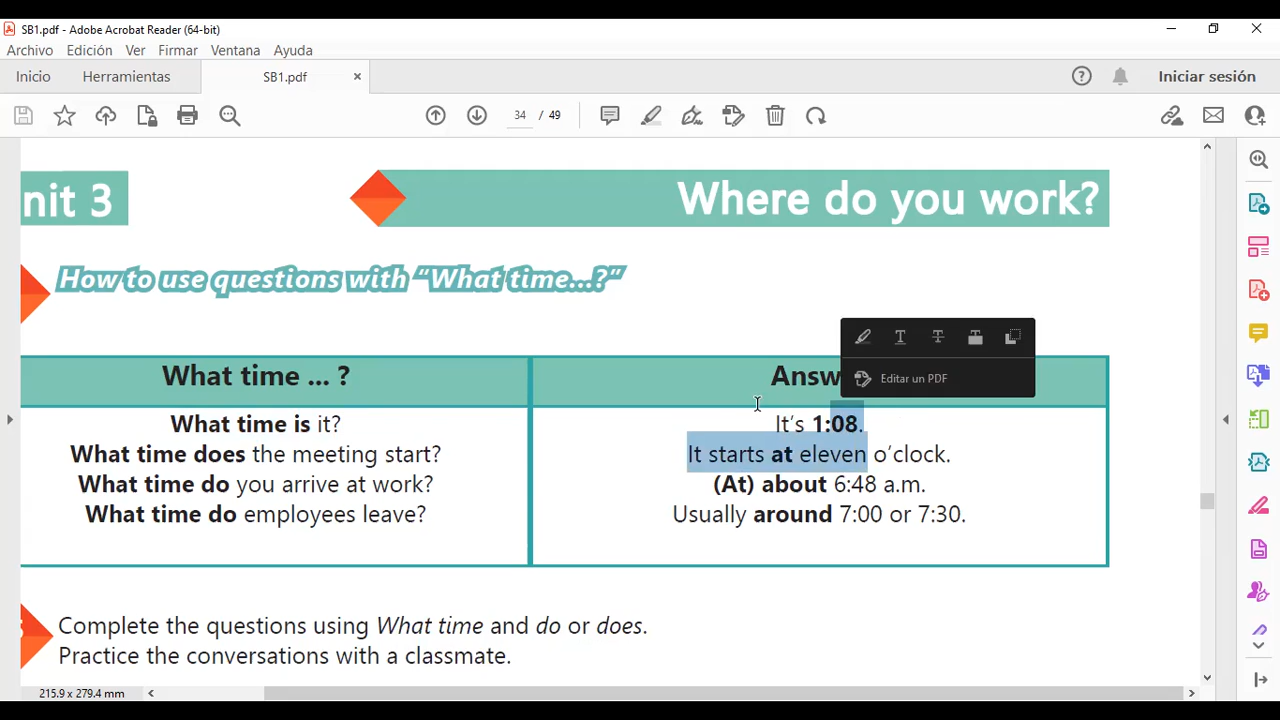 SB1.pdf - Adobe Acrobat Reader (64-bit)
Archivo Edición Ver Firmar Ventana Ayuda
Inicio Herramientas SB1.pdf × Iniciar sesión
34 / 49
nit 3
Where do you work?
How to use questions with “What time...?”
What time ... ?
Answ
What time is it?
It’s 1:08.
What time does the meeting start?
It starts at eleven o’clock.
What time do you arrive at work?
(At) about 6:48 a.m.
What time do employees leave?
Usually around 7:00 or 7:30.
Editar un PDF
Complete the questions using What time and do or does.
Practice the conversations with a classmate.
215.9 x 279.4 mm